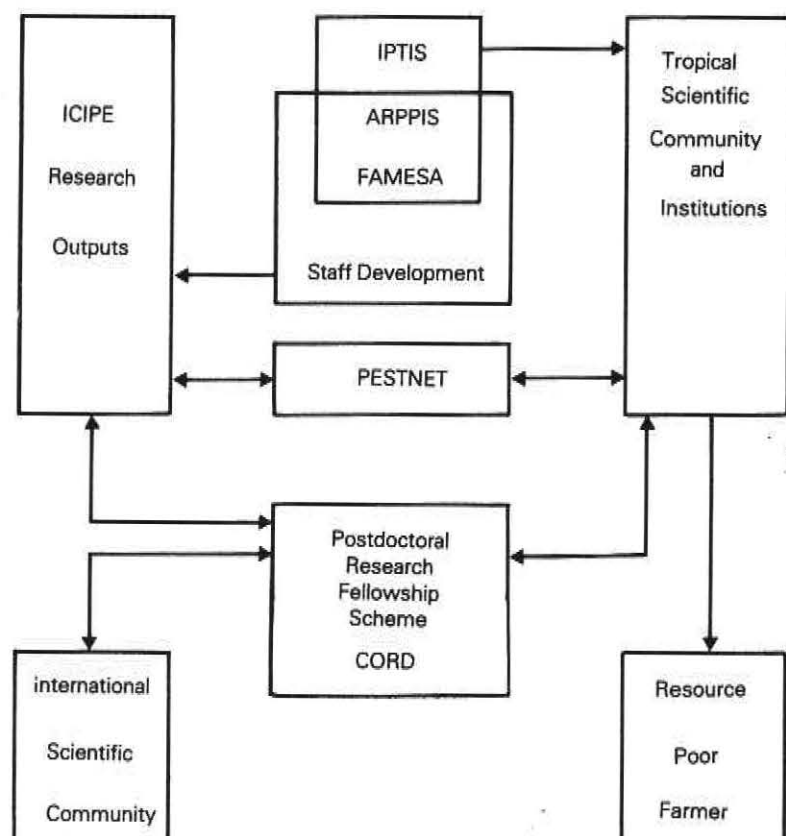 ICIPE
Research
Outputs
IPTIS
ARPPIS
FAMESA
Staff Development
Tropical
Scientific
Community
and
Institutions
PESTNET
Postdoctoral
Research
Fellowship
Scheme
CORD
international
Scientific
Community
Resource
Poor
Farmer